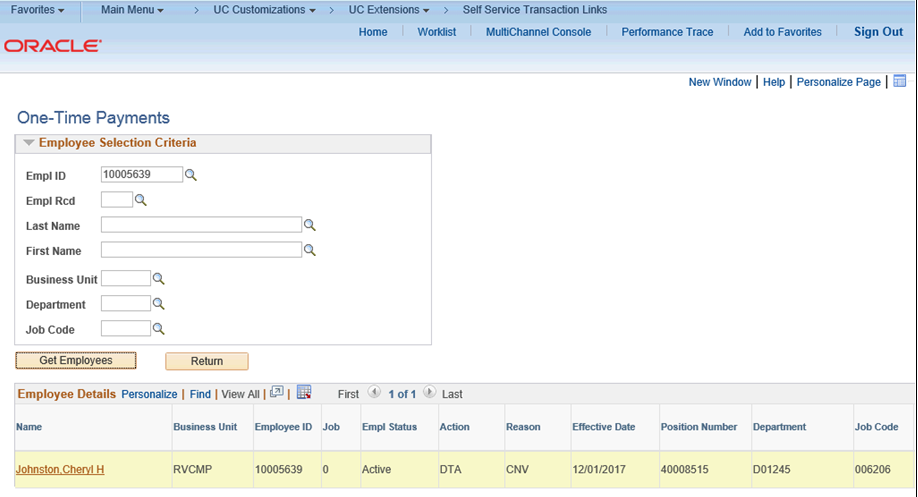 Favorites Main Menu > UC Customizations > UC Extensions > Self Service Transaction Links
Home Worklist MultiChannel Console Performance Trace Add to Favorites Sign Out
ORACLE'
New Window | Help | Personalize Page |
One-Time Payments
Employee Selection Criteria
Empl ID 10005639
Empl Rcd
Last Name
First Name
Business Unit
Department
Job Code
Get Employees Return
Employee Details Personalize | Find | View All | | First 1 of 1 Last
Name Business Unit Employee ID Job Empl Status Action Reason Effective Date Position Number Department Job Code
Johnston,Cheryl H RVCMP 10005639 0 Active DTA CNV 12/01/2017 40008515 D01245 006206